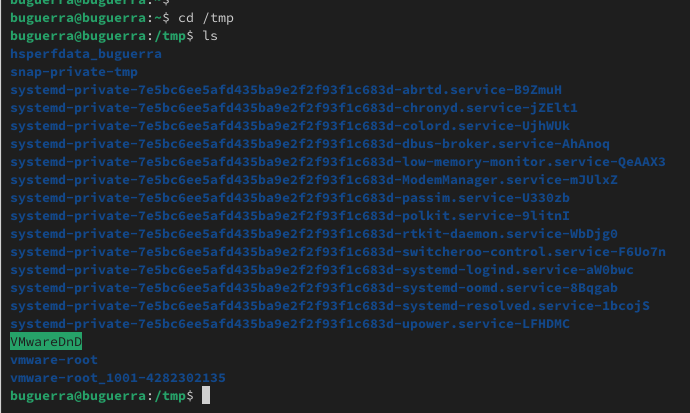 buguerra@buguerra:~$
buguerra@buguerra:~$ cd /tmp
buguerra@buguerra:/tmp$ ls
hsperfdata_buguerra
snap-private-tmp
systemd-private-7e5bc6ee5afd435ba9e2f2f93f1c683d-abrtd.service-B9ZmuH
systemd-private-7e5bc6ee5afd435ba9e2f2f93f1c683d-chronyd.service-jZElt1
systemd-private-7e5bc6ee5afd435ba9e2f2f93f1c683d-colord.service-UjhWUk
systemd-private-7e5bc6ee5afd435ba9e2f2f93f1c683d-dbus-broker.service-AhAnoq
systemd-private-7e5bc6ee5afd435ba9e2f2f93f1c683d-low-memory-monitor.service-QeAAX3
systemd-private-7e5bc6ee5afd435ba9e2f2f93f1c683d-ModemManager.service-mJUlxZ
systemd-private-7e5bc6ee5afd435ba9e2f2f93f1c683d-passim.service-U330zb
systemd-private-7e5bc6ee5afd435ba9e2f2f93f1c683d-polkit.service-9litnI
systemd-private-7e5bc6ee5afd435ba9e2f2f93f1c683d-rtkit-daemon.service-WbDjg0
systemd-private-7e5bc6ee5afd435ba9e2f2f93f1c683d-switcheroo-control.service-F6Uo7n
systemd-private-7e5bc6ee5afd435ba9e2f2f93f1c683d-systemd-logind.service-aW0bwc
systemd-private-7e5bc6ee5afd435ba9e2f2f93f1c683d-systemd-oomd.service-8Bqgab
systemd-private-7e5bc6ee5afd435ba9e2f2f93f1c683d-systemd-resolved.service-1bcojS
systemd-private-7e5bc6ee5afd435ba9e2f2f93f1c683d-upower.service-LFHDMC
VMwareDnD
vmware-root
vmware-root_1001-4282302135
buguerra@buguerra:/tmp$